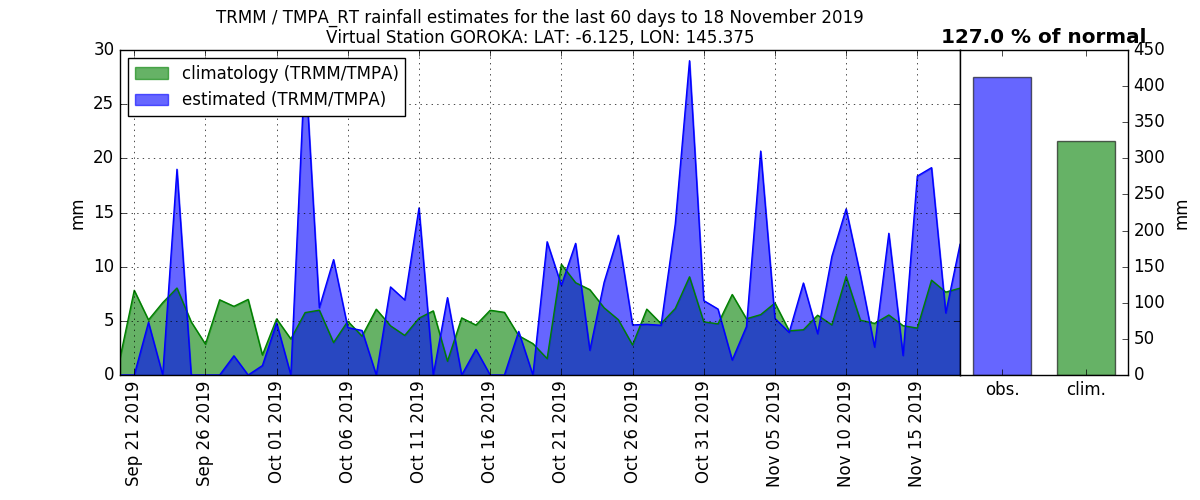 TRMM / TMPA_RT rainfall estimates for the last 60 days to 18 November 2019
Virtual Station GOROKA: LAT: -6.125, LON: 145.375
127.0 % of normal
climatology (TRMM/TMPA)
estimated (TRMM/TMPA)
30
25
20
15
10
5
0
mm
Sep 21 2019
Sep 26 2019
Oct 01 2019
Oct 06 2019
Oct 11 2019
Oct 16 2019
Oct 21 2019
Oct 26 2019
Oct 31 2019
Nov 05 2019
Nov 10 2019
Nov 15 2019
obs.
clim.
450
400
350
300
250
200
150
100
50
0
mm